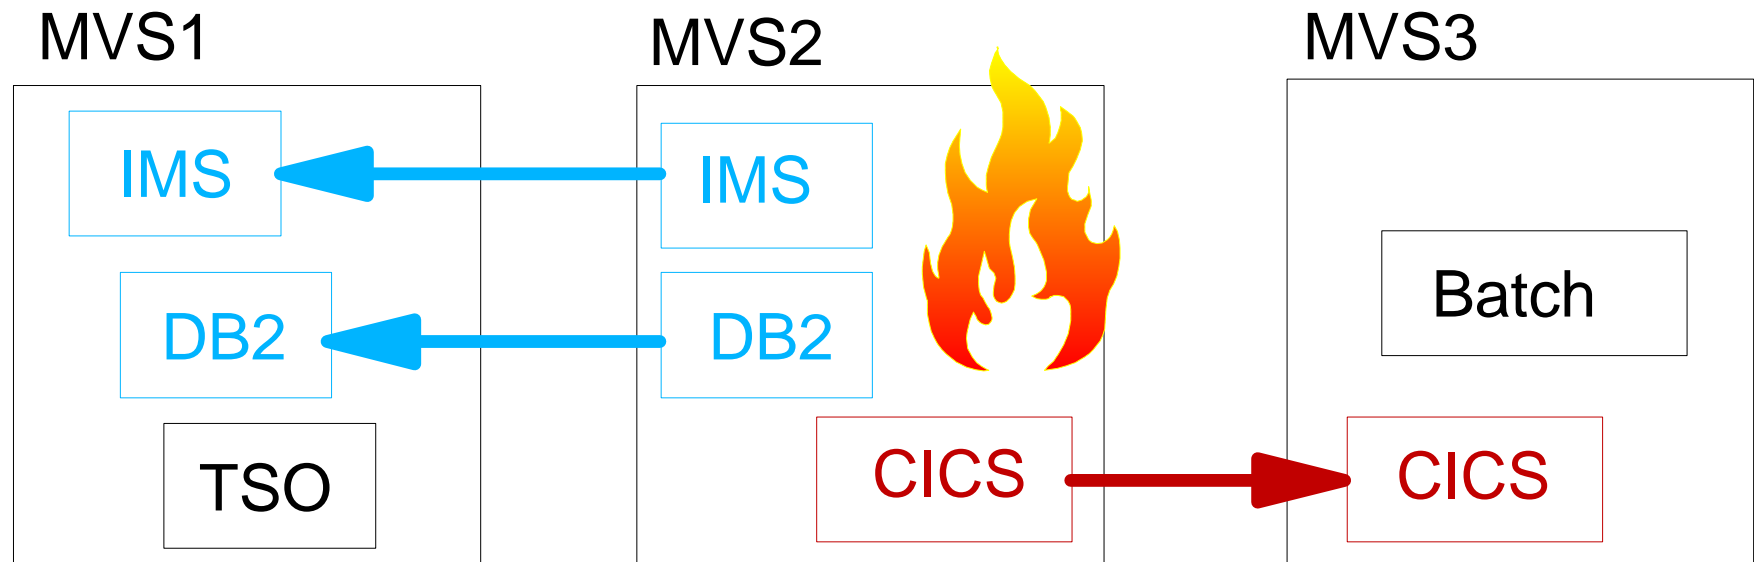 MVS1
MVS2
MVS3
IMS
DB2
TSO
IMS
DB2
CICS
Batch
CICS